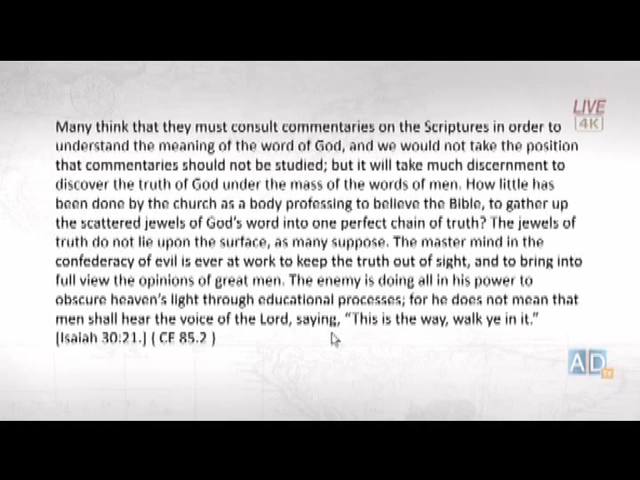 LIVE
4K
Many think that they must consult commentaries on the Scriptures in order to
understand the meaning of the word of God, and we would not take the position
that commentaries should not be studied; but it will take much discernment to
discover the truth of God under the mass of the words of men. How little has
been done by the church as a body professing to believe the Bible, to gather up
the scattered jewels of God's word into one perfect chain of truth? The jewels of
truth do not lie upon the surface, as many suppose. The master mind in the
confederacy of evil is ever at work to keep the truth out of sight, and to bring into
full view the opinions of great men. The enemy is doing all in his power to
obscure heaven's light through educational processes; for he does not mean that
men shall hear the voice of the Lord, saying, “This is the way, walk ye in it.”
[Isaiah 30:21.] ( CE 85.2 )
AD
TV